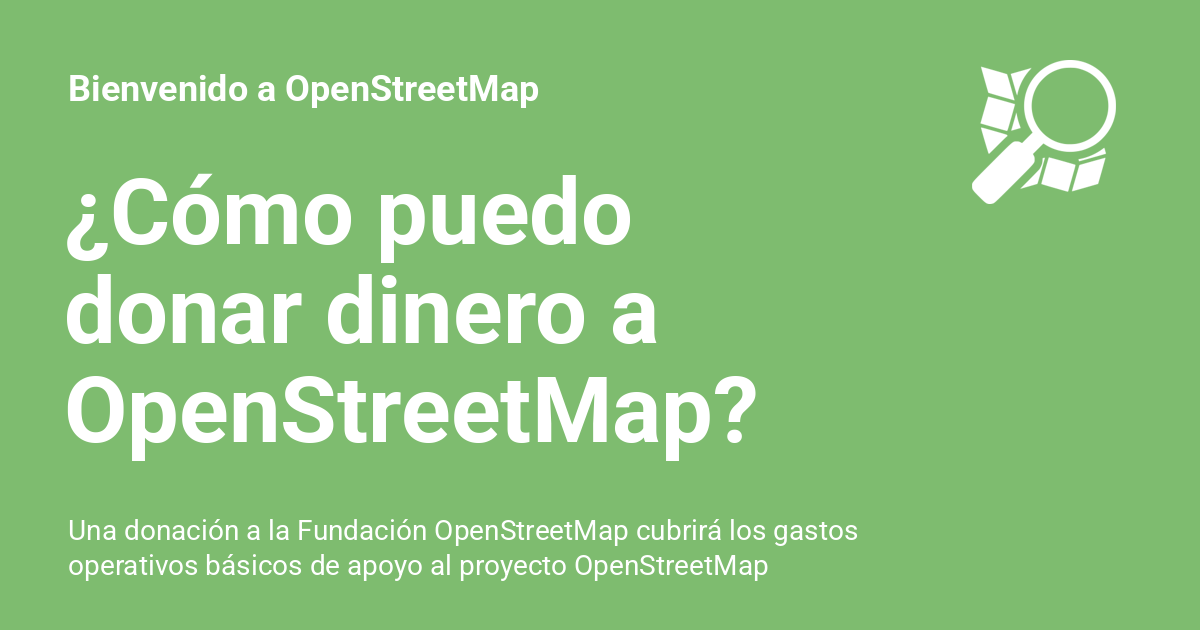 Bienvenido a OpenStreetMap
¿Cómo puedo
donar dinero a
OpenStreetMap?
Una donación a la Fundación OpenStreetMap cubrirá los gastos
operativos básicos de apoyo al proyecto OpenStreetMap